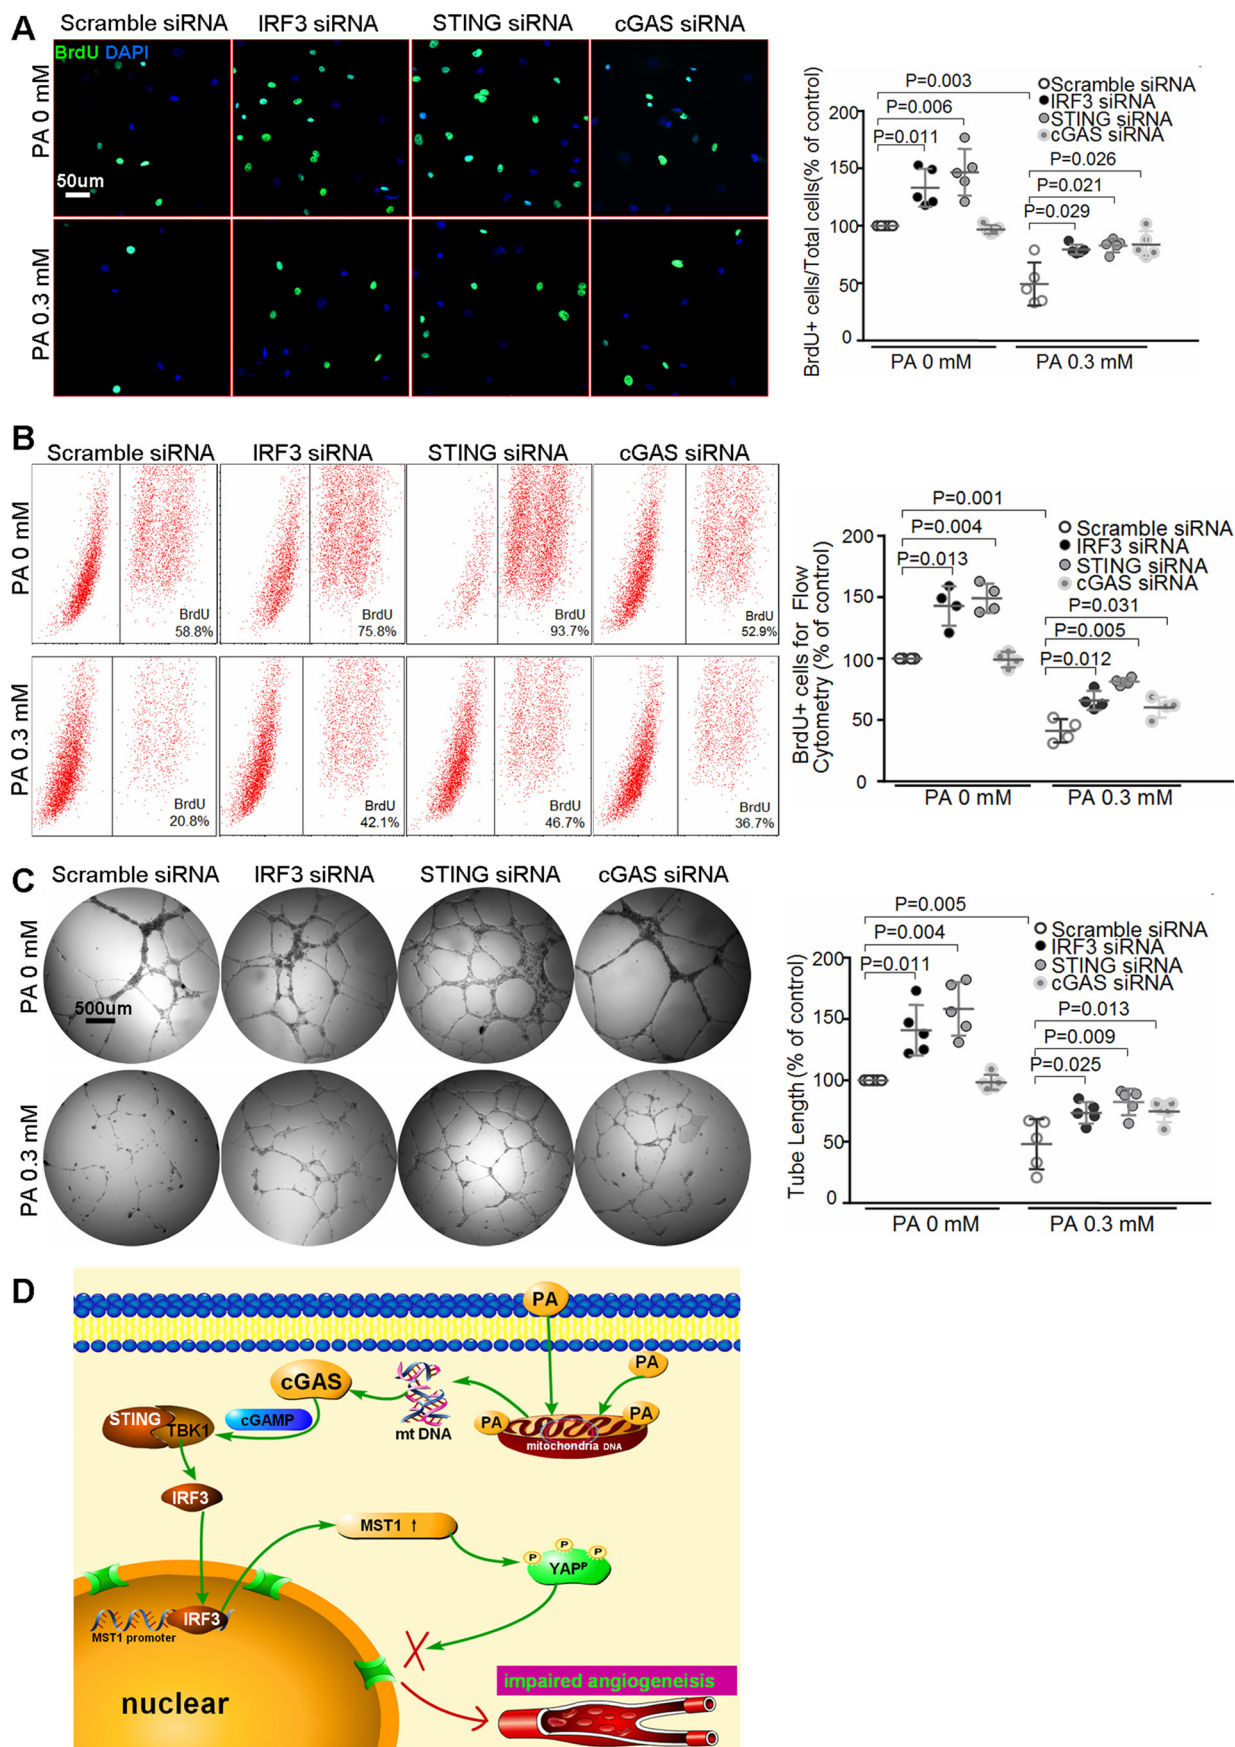 A
Scramble siRNA IRF3 siRNA STING siRNA cGAS siRNA
BrdU DAPI
PA 0 mM
50um
PA 0.3 mM
BrdU+ cells/Total cells(% of control)
200
150
100
50
0
P=0.003
P=0.006
P=0.011
P=0.026
P=0.021
P=0.029
Scramble siRNA
IRF3 siRNA
STING siRNA
cGAS siRNA
PA 0 mM PA 0.3 mM
B
Scramble siRNA IRF3 siRNA STING siRNA cGAS siRNA
PA 0 mM
BrdU
58.8%
BrdU
75.8%
BrdU
93.7%
BrdU
52.9%
PA 0.3 mM
BrdU
20.8%
BrdU
42.1%
BrdU
46.7%
BrdU
36.7%
BrdU+ cells for Flow
Cytometry (% of control)
200
150
100
50
0
P=0.001
P=0.004
P=0.013
P=0.031
P=0.005
P=0.012
Scramble siRNA
IRF3 siRNA
STING siRNA
cGAS siRNA
PA 0 mM PA 0.3 mM
C
Scramble siRNA IRF3 siRNA STING siRNA cGAS siRNA
PA 0 mM
500um
PA 0.3 mM
Tube Length (% of control)
200
150
100
50
0
P=0.005
P=0.004
P=0.011
P=0.013
P=0.009
P=0.025
Scramble siRNA
IRF3 siRNA
STING siRNA
cGAS siRNA
PA 0 mM PA 0.3 mM
D
PA
PA
cGAS
STING
TBK1
cGAMP
mt DNA
PA
PA
mitochondria DNA
IRF3
MST1 ↑
P
P
P
YAPᴾ
IRF3
MST1 promoter
nuclear
impaired angiogeneisis